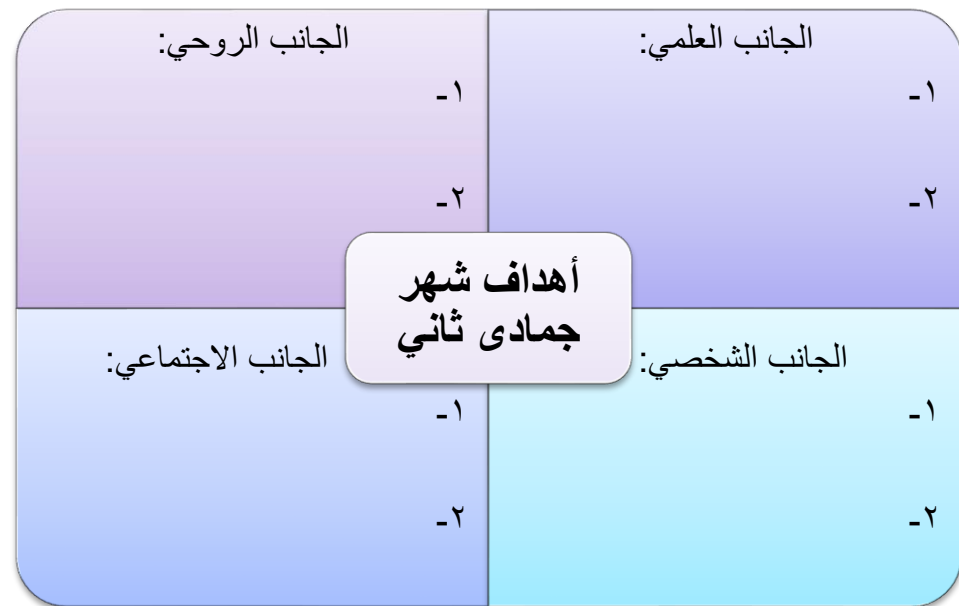 الجانب العلمي:
١-
٢-
الجانب الروحي:
١-
٢-
أهداف شهر
جمادى ثاني
الجانب الشخصي:
١-
٢-
الجانب الاجتماعي:
١-
٢-